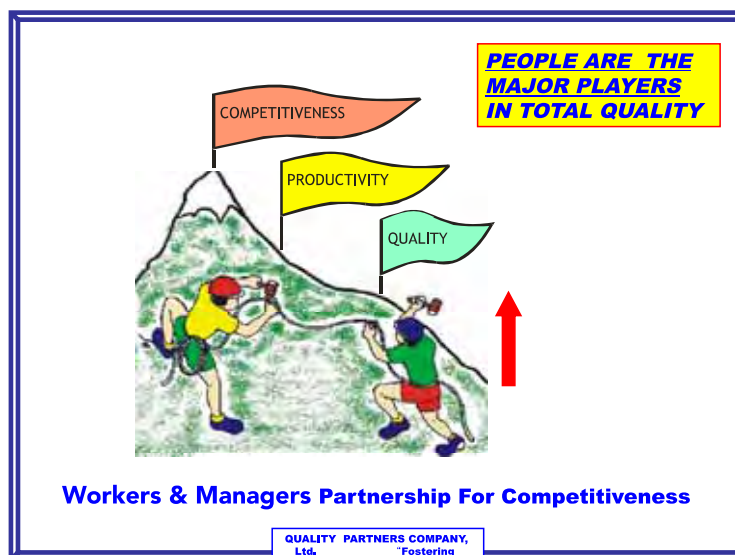 PEOPLE ARE THE
MAJOR PLAYERS
IN TOTAL QUALITY
COMPETITIVENESS
PRODUCTIVITY
QUALITY
Workers & Managers Partnership For Competitiveness
QUALITY PARTNERS COMPANY,
Ltd. "Fostering